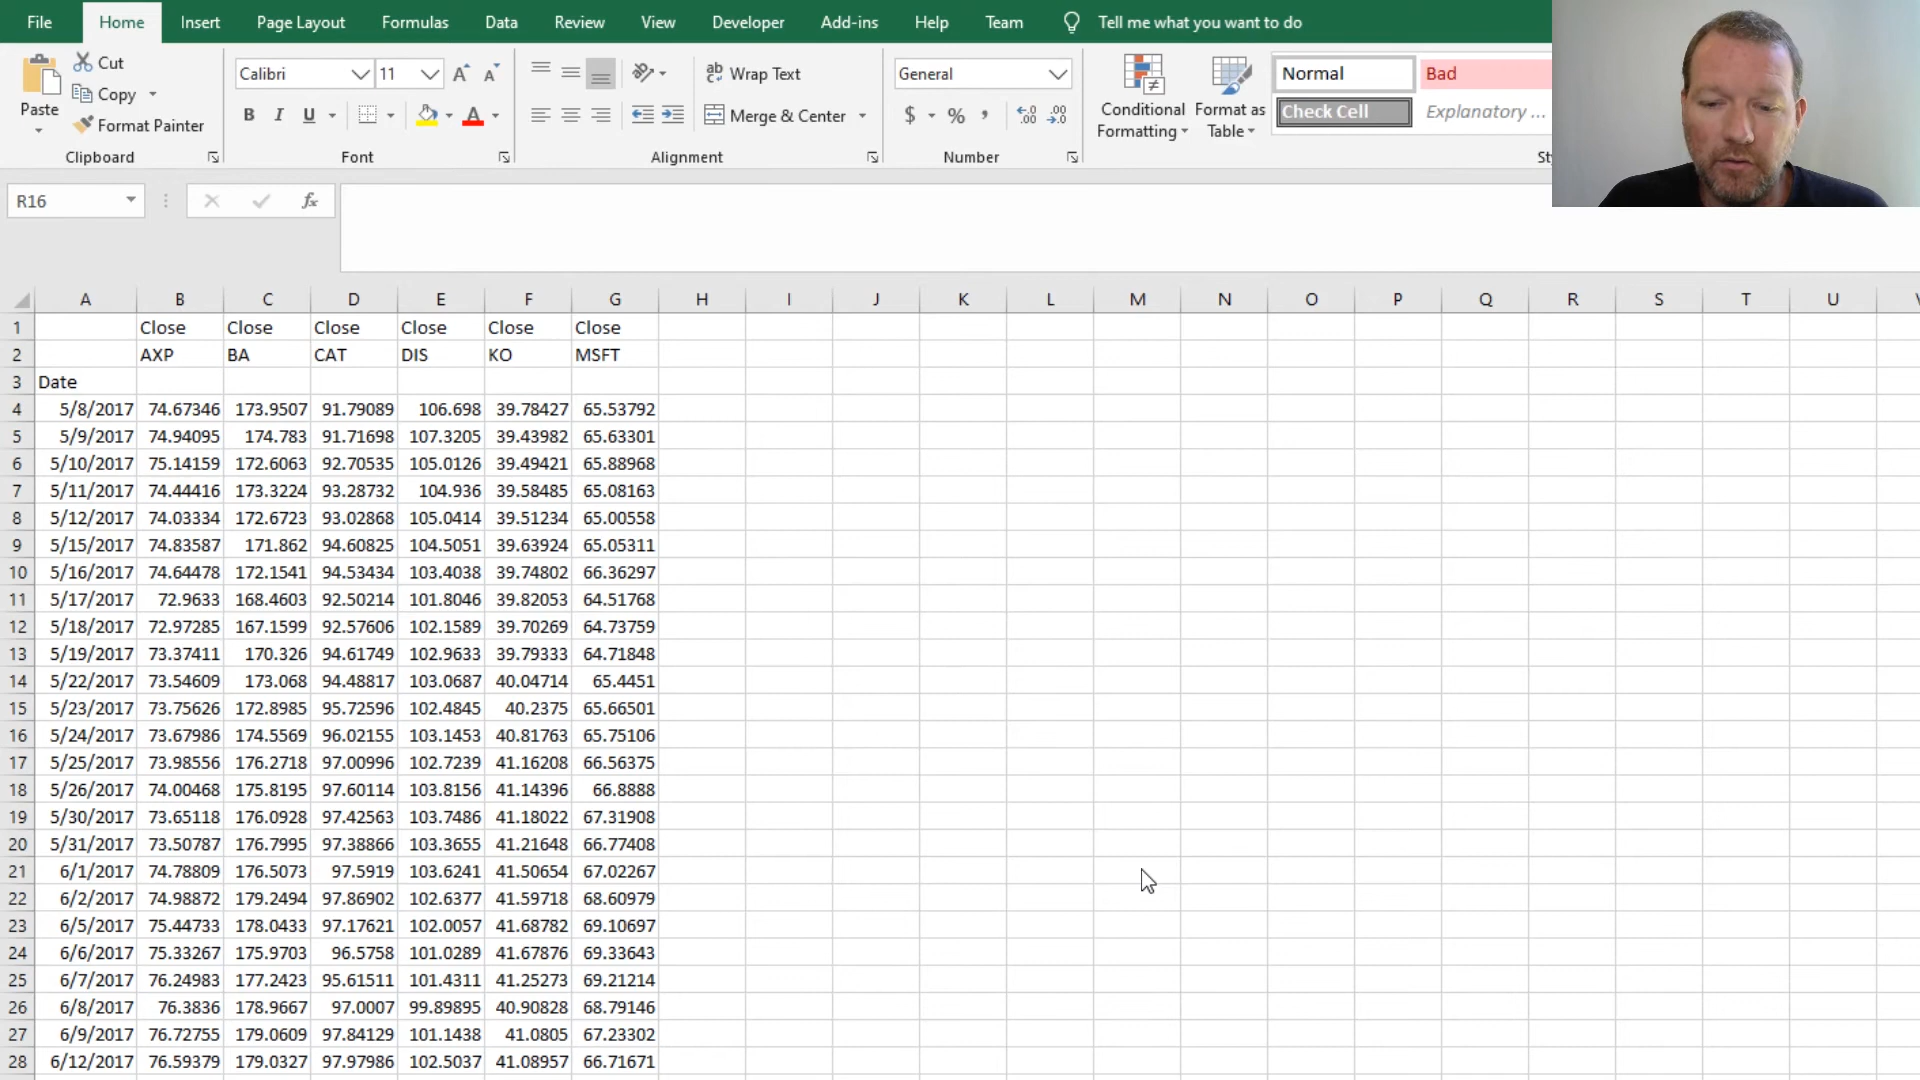 File Home Insert Page Layout Formulas Data Review View Developer Add-ins Help Team Tell me what you want to do
Paste Cut Copy Format Painter Clipboard
Calibri 11 B I U Font
Wrap Text Merge & Center Alignment
General $ % , Number
Conditional Formatting Format as Table
Normal Bad
Check Cell Explanatory ...
R16 fx
A B C D E F G H I J K L M N O P Q R S T U
1 Close Close Close Close Close Close
2 AXP BA CAT DIS KO MSFT
3 Date
4 5/8/2017 74.67346 173.9507 91.79089 106.698 39.78427 65.53792
5 5/9/2017 74.94095 174.783 91.71698 107.3205 39.43982 65.63301
6 5/10/2017 75.14159 172.6063 92.70535 105.0126 39.49421 65.88968
7 5/11/2017 74.44416 173.3224 93.28732 104.936 39.58485 65.08163
8 5/12/2017 74.03334 172.6723 93.02868 105.0414 39.51234 65.00558
9 5/15/2017 74.83587 171.862 94.60825 104.5051 39.63924 65.05311
10 5/16/2017 74.64478 172.1541 94.53434 103.4038 39.74802 66.36297
11 5/17/2017 72.9633 168.4603 92.50214 101.8046 39.82053 64.51768
12 5/18/2017 72.97285 167.1599 92.57606 102.1589 39.70269 64.73759
13 5/19/2017 73.37411 170.326 94.61749 102.9633 39.79333 64.71848
14 5/22/2017 73.54609 173.068 94.48817 103.0687 40.04714 65.4451
15 5/23/2017 73.75626 172.8985 95.72596 102.4845 40.2375 65.66501
16 5/24/2017 73.67986 174.5569 96.02155 103.1453 40.81763 65.75106
17 5/25/2017 73.98556 176.2718 97.00996 102.7239 41.16208 66.56375
18 5/26/2017 74.00468 175.8195 97.60114 103.8156 41.14396 66.8888
19 5/30/2017 73.65118 176.0928 97.42563 103.7486 41.18022 67.31908
20 5/31/2017 73.50787 176.7995 97.38866 103.3655 41.21648 66.77408
21 6/1/2017 74.78809 176.5073 97.5919 103.6241 41.50654 67.02267
22 6/2/2017 74.98872 179.2494 97.86902 102.6377 41.59718 68.60979
23 6/5/2017 75.44733 178.0433 97.17621 102.0057 41.68782 69.10697
24 6/6/2017 75.33267 175.9703 96.5758 101.0289 41.67876 69.33643
25 6/7/2017 76.24983 177.2423 95.61511 101.4311 41.25273 69.21214
26 6/8/2017 76.3836 178.9667 97.0007 99.89895 40.90828 68.79146
27 6/9/2017 76.72755 179.0609 97.84129 101.1438 41.0805 67.23302
28 6/12/2017 76.59379 179.0327 97.97986 102.5037 41.08957 66.71671